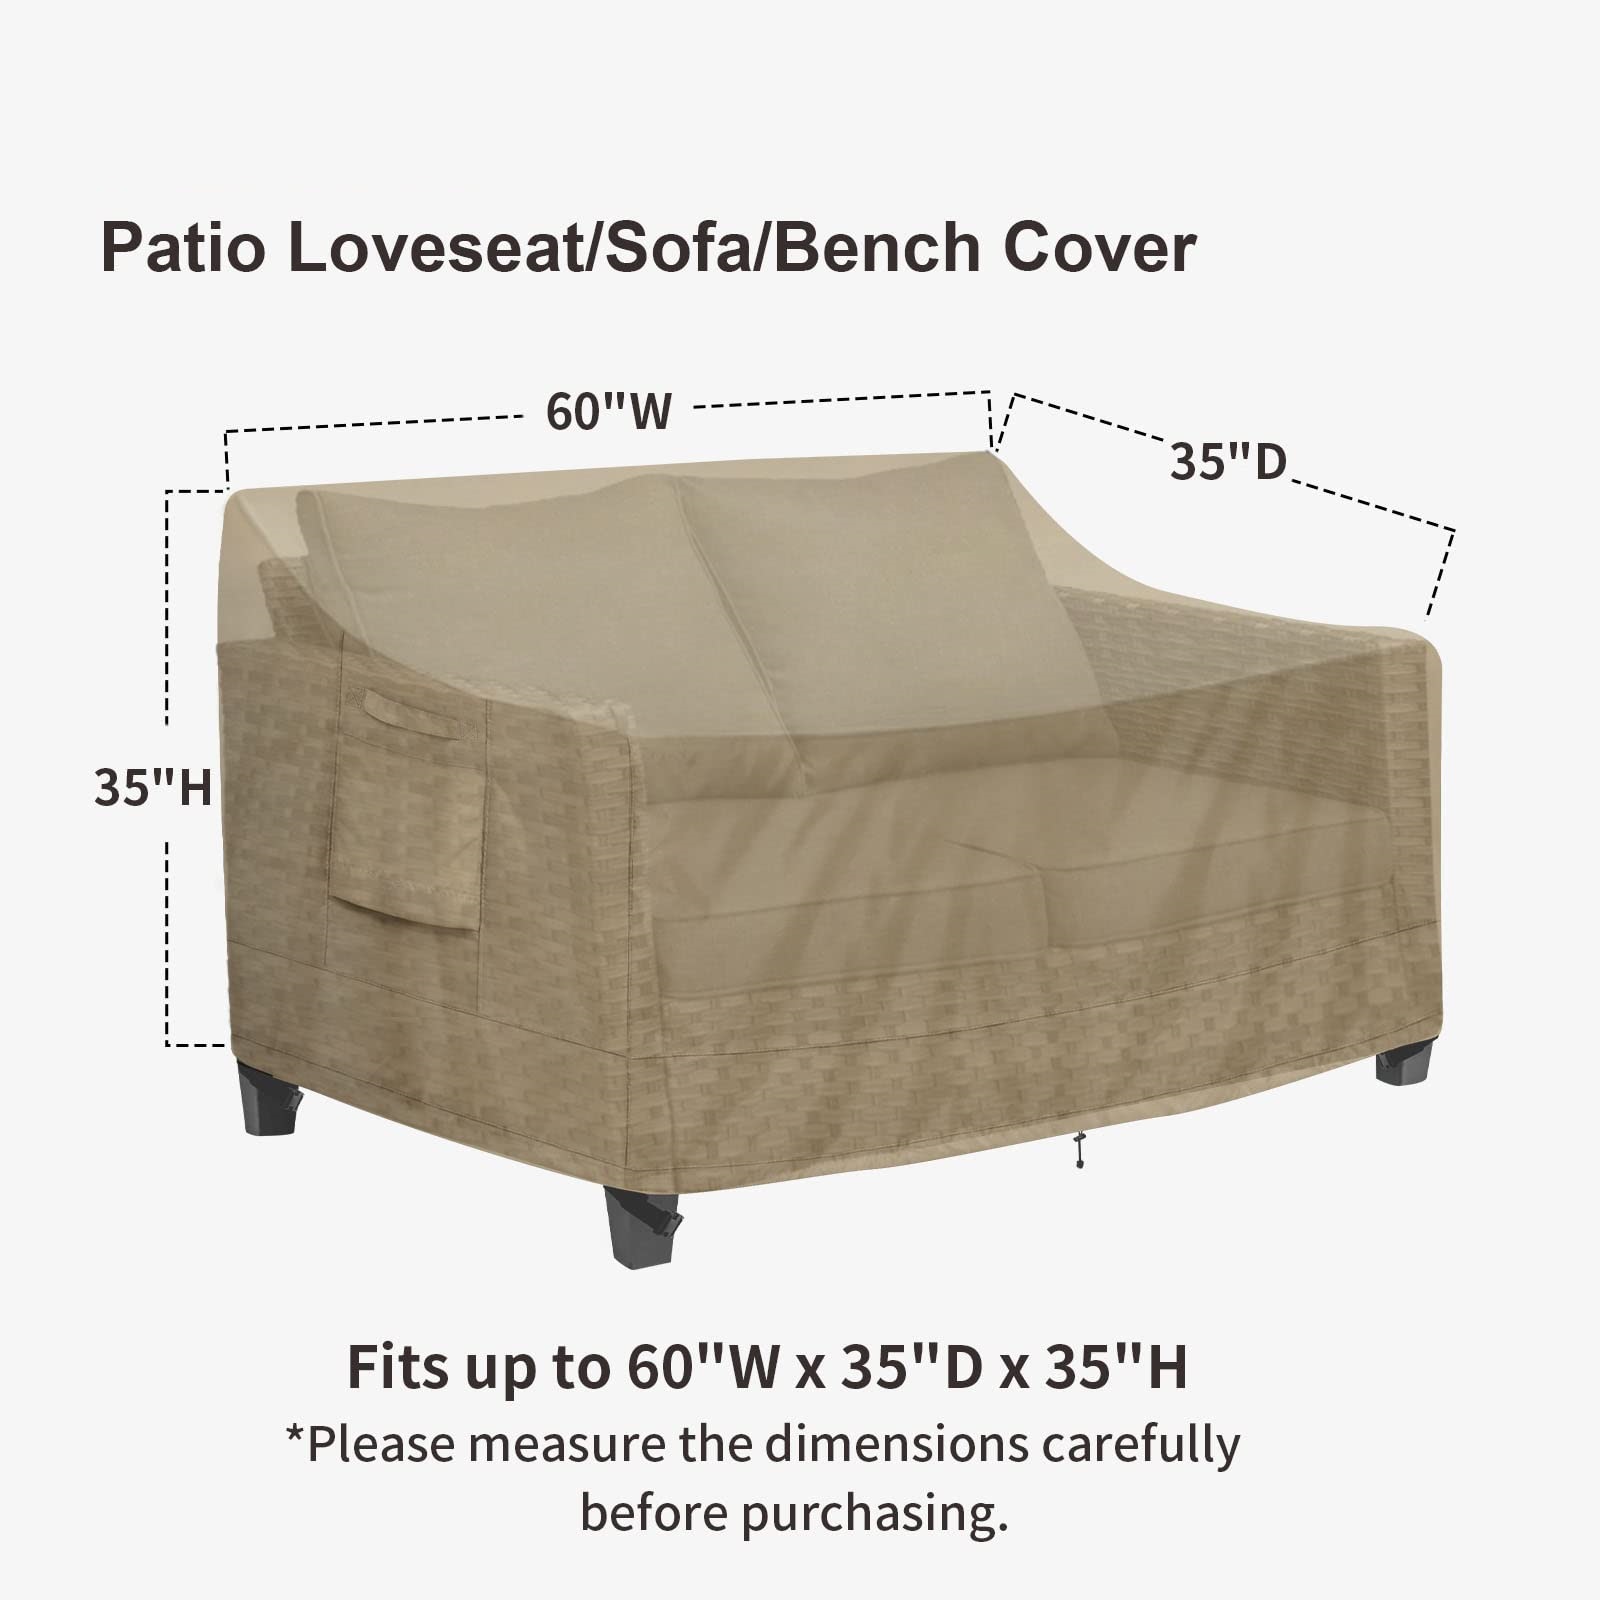 Patio Loveseat/Sofa/Bench Cover
60"W
35"D
35"H
Fits up to 60"W x 35"D x 35"H
*Please measure the dimensions carefully
before purchasing.